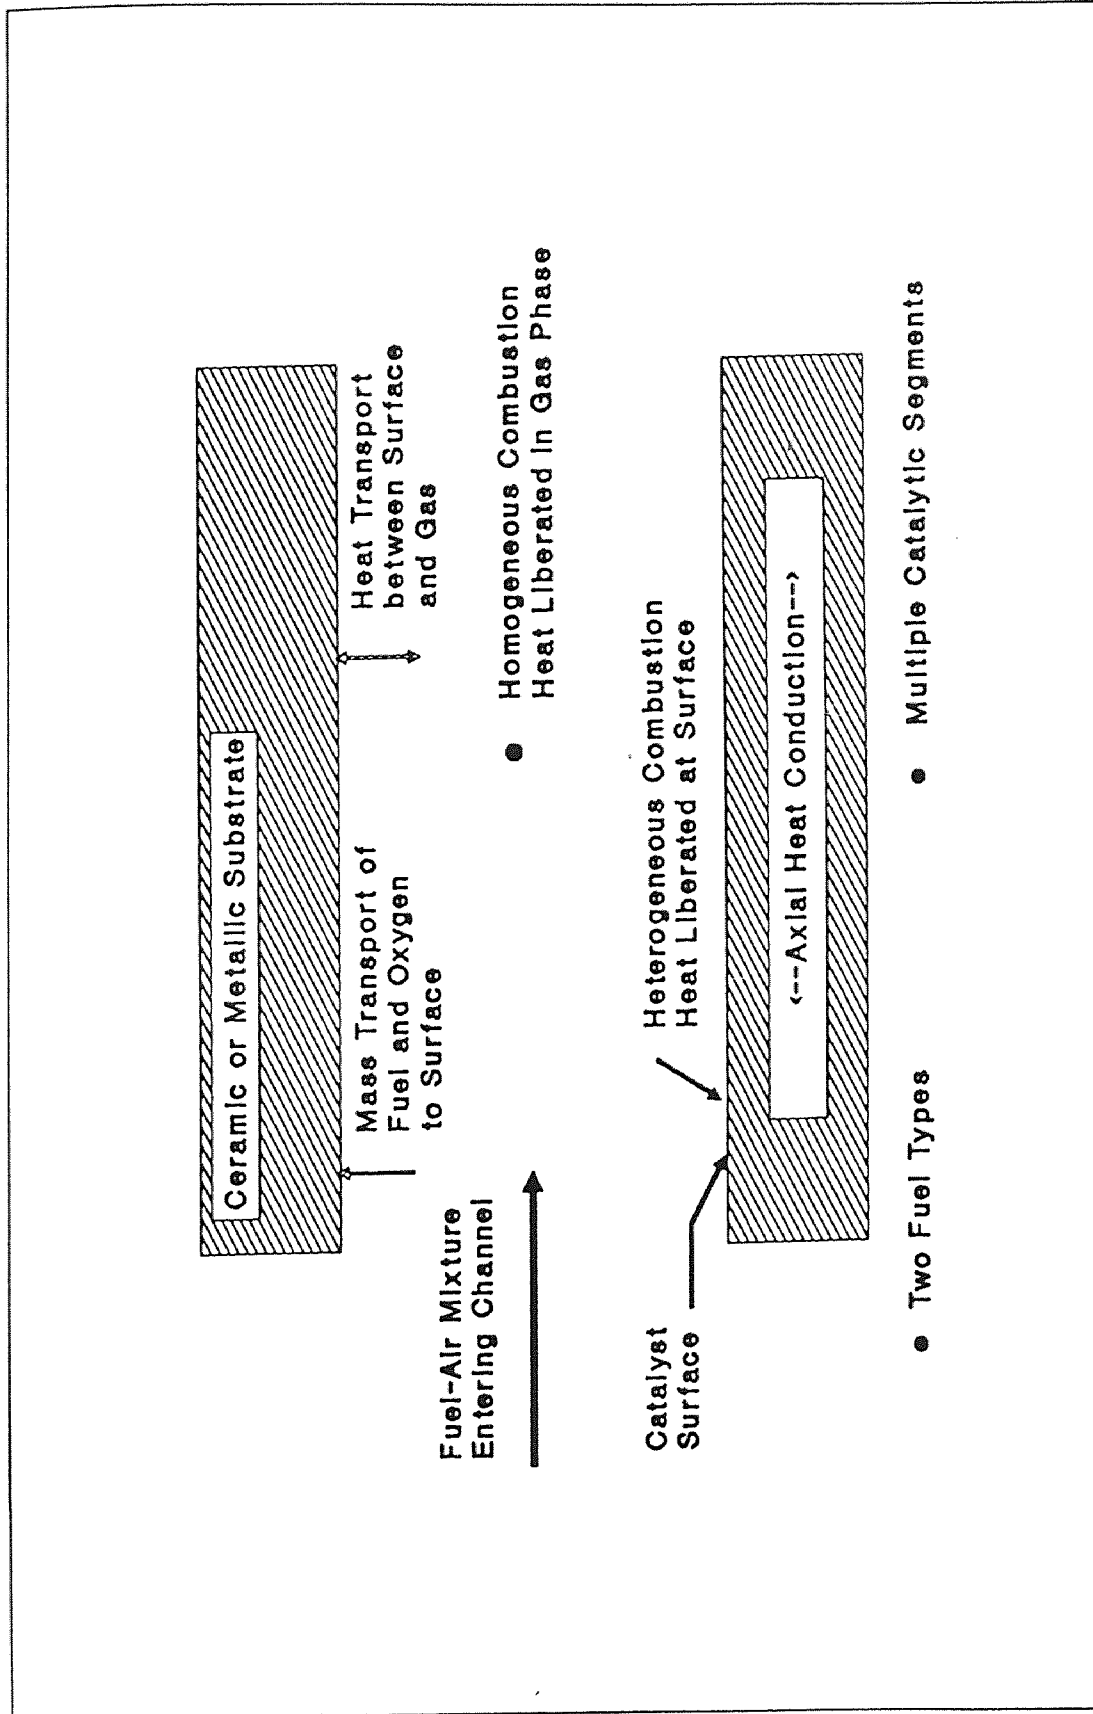 Ceramic or Metallic Substrate
Mass Transport of
Fuel and Oxygen
to Surface
Heat Transport
between Surface
and Gas
Fuel-Air Mixture
Entering Channel
● Homogeneous Combustion
Heat Liberated in Gas Phase
Catalyst
Surface
Heterogeneous Combustion
Heat Liberated at Surface
<--Axial Heat Conduction-->
● Two Fuel Types
● Multiple Catalytic Segments